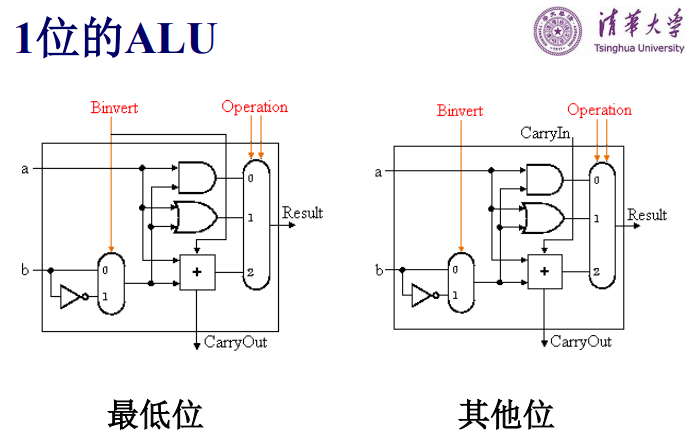 1位的ALU
清華大学
Tsinghua University
Binvert
Operation
a
0
1
Result
b
0
1
+
2
CarryOut
Binvert
Operation
CarryIn
a
0
1
Result
b
0
1
+
2
CarryOut
最低位
其他位